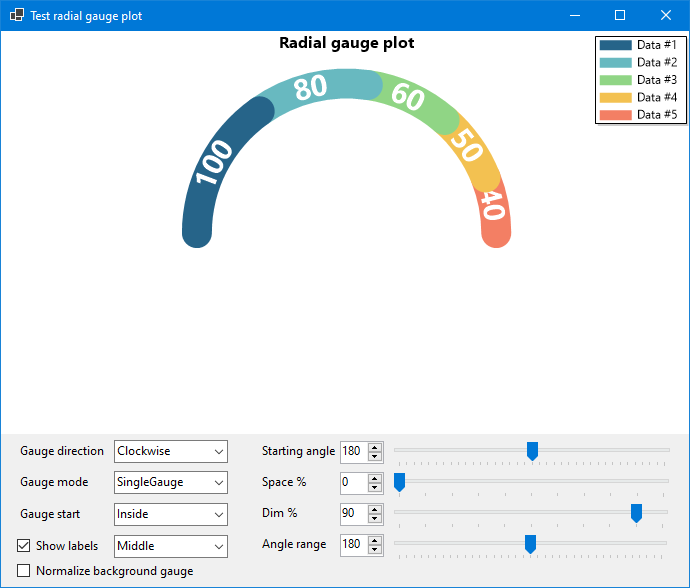 Test radial gauge plot
Radial gauge plot
Data #1
Data #2
Data #3
Data #4
Data #5
100
80
60
50
40
Gauge direction Clockwise Starting angle 180
Gauge mode SingleGauge Space % 0
Gauge start Inside Dim % 90
Show labels Middle Angle range 180
Normalize background gauge